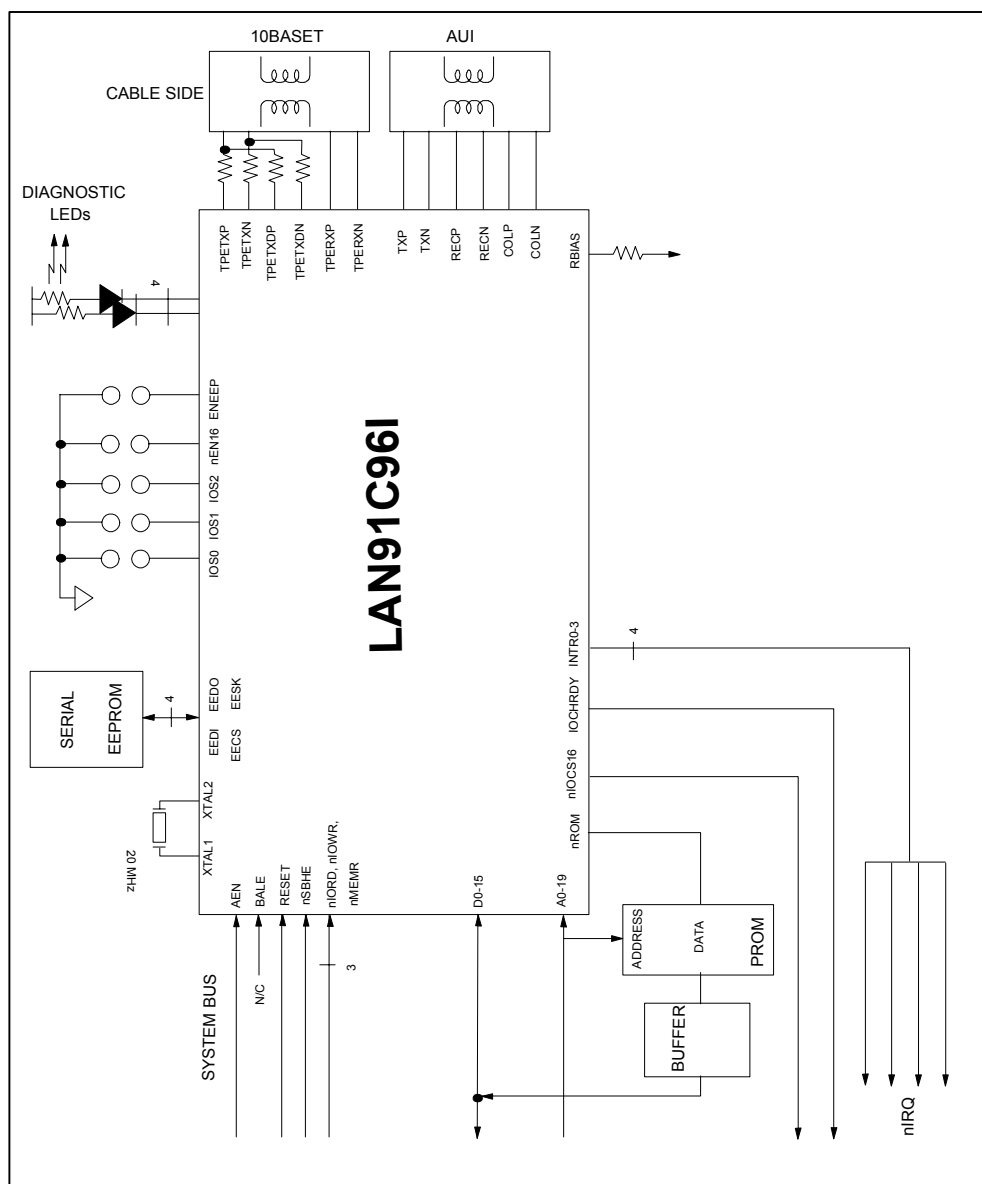 10BASET
AUI
CABLE SIDE
DIAGNOSTIC
LEDs
TPETXP
TPETXN
TPETXDP
TPETXDN
TPERXP
TPERXN
TXP
TXN
RECP
RECN
COLP
COLN
RBIAS
4
ENEEP
nEN16
IOS2
IOS1
IOS0
LAN91C96I
4
INTR0-3
IOCHRDY
nIOCS16
nROM
SERIAL
EEPROM
4
EEDO
EESK
EEDI
EECS
XTAL2
XTAL1
20 MHz
AEN
BALE
RESET
nSBHE
nIORD, nIOWR,
nMEMR
D0-15
A0-19
N/C
3
SYSTEM BUS
ADDRESS
DATA
PROM
BUFFER
nIRQ